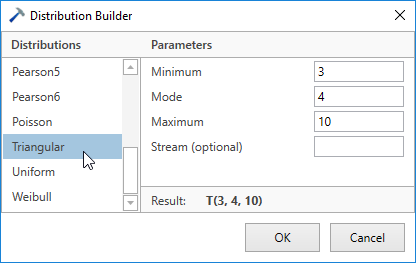 Distribution Builder
Distributions
Parameters
Pearson5
Pearson6
Poisson
Triangular
Uniform
Weibull
Minimum 3
Mode 4
Maximum 10
Stream (optional)
Result: T(3, 4, 10)
OK Cancel